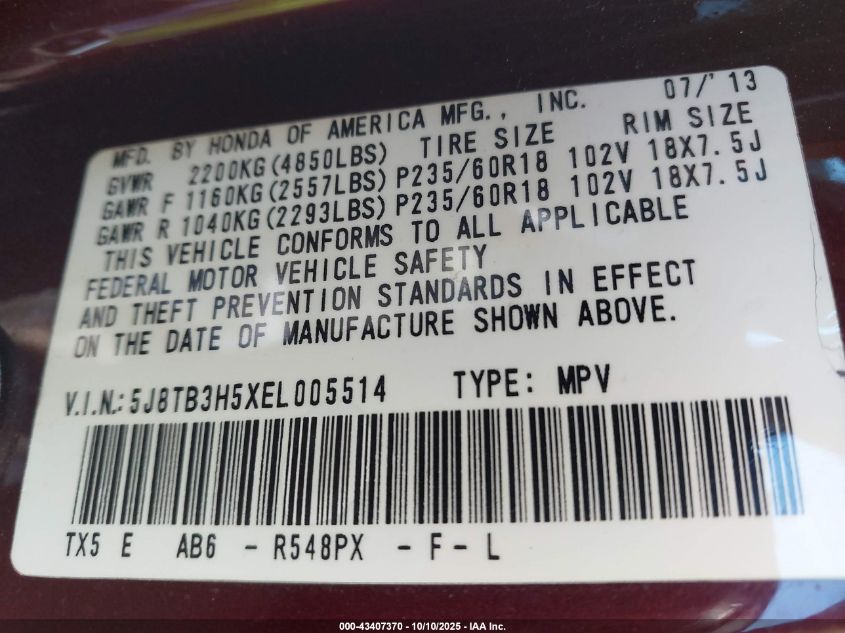 MFD. BY HONDA OF AMERICA MFG., INC. 07/'13
GVWR 2200KG(4850LBS) TIRE SIZE RIM SIZE
GAWR F 1160KG(2557LBS) P235/60R18 102V 18X7.5J
GAWR R 1040KG(2293LBS) P235/60R18 102V 18X7.5J
THIS VEHICLE CONFORMS TO ALL APPLICABLE
FEDERAL MOTOR VEHICLE SAFETY
AND THEFT PREVENTION STANDARDS IN EFFECT
ON THE DATE OF MANUFACTURE SHOWN ABOVE.
V.I.N.: 5J8TB3H5XEL005514 TYPE: MPV
TX5 E AB6 - R548PX - F - L
000-43407370 - 10/10/2025 - IAA Inc.